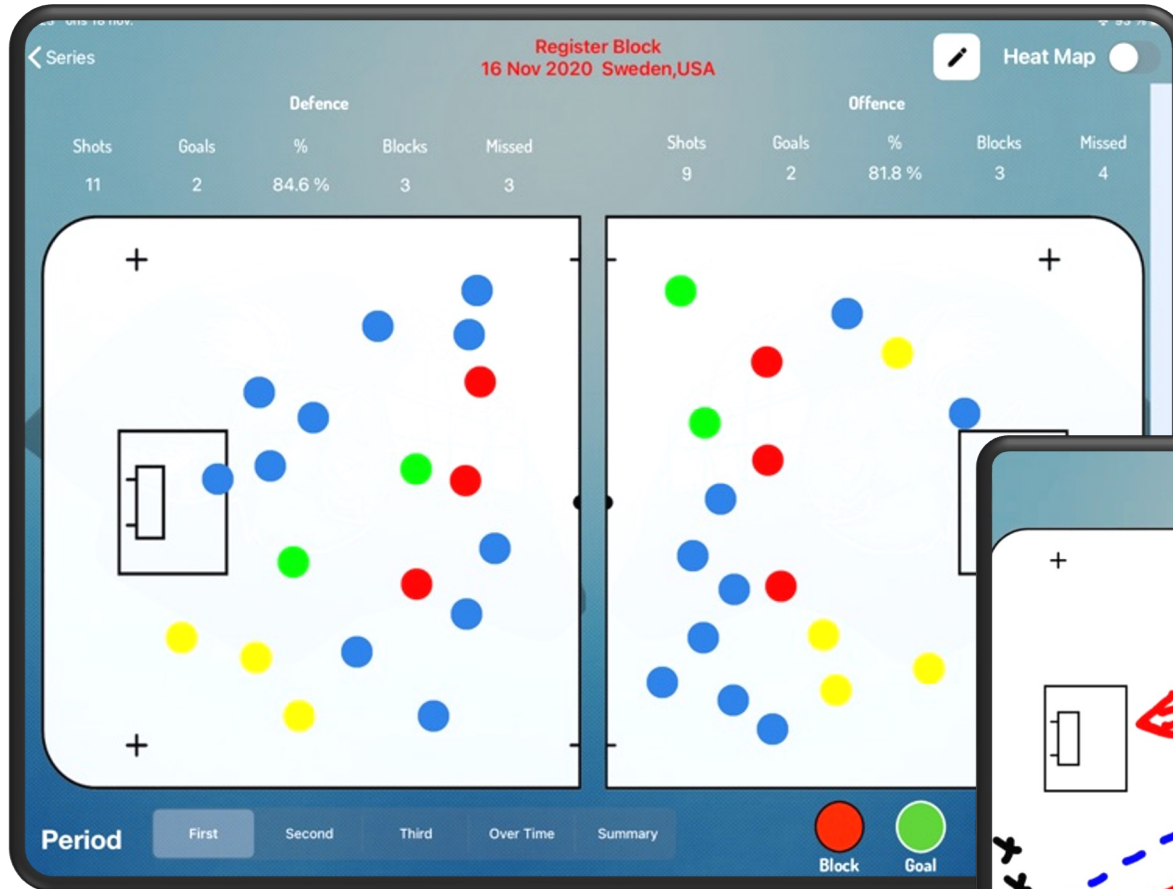 Series
Register Block
16 Nov 2020 Sweden,USA
Heat Map
Defence
Shots Goals % Blocks Missed
11 2 84.6 % 3 3
Offence
Shots Goals % Blocks Missed
9 2 81.8 % 3 4
Period
First Second Third Over Time Summary
Block Goal